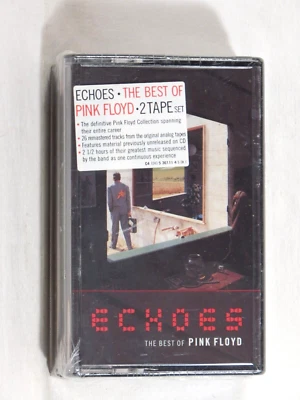 ECHOES • THE BEST OF
PINK FLOYD • 2 TAPE SET
• The definitive Pink Floyd Collection spanning
their entire career
• 26 remastered tracks from the original analog tapes
• Features material previously unreleased on CD
• 2 1/2 hours of their greatest music sequenced
by the band as one continuous experience
ECHOES
THE BEST OF PINK FLOYD